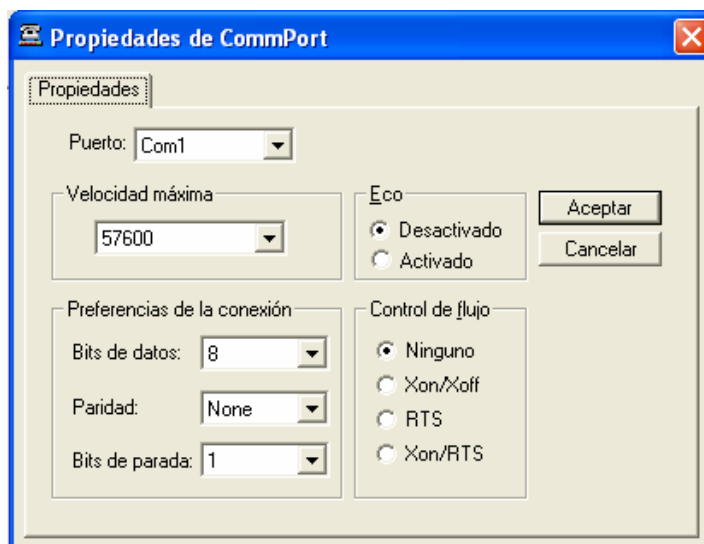 Propiedades de CommPort
Propiedades
Puerto: Com1
Velocidad máxima
57600
Eco
Desactivado
Activado
Aceptar
Cancelar
Preferencias de la conexión
Bits de datos: 8
Paridad: None
Bits de parada: 1
Control de flujo
Ninguno
Xon/Xoff
RTS
Xon/RTS